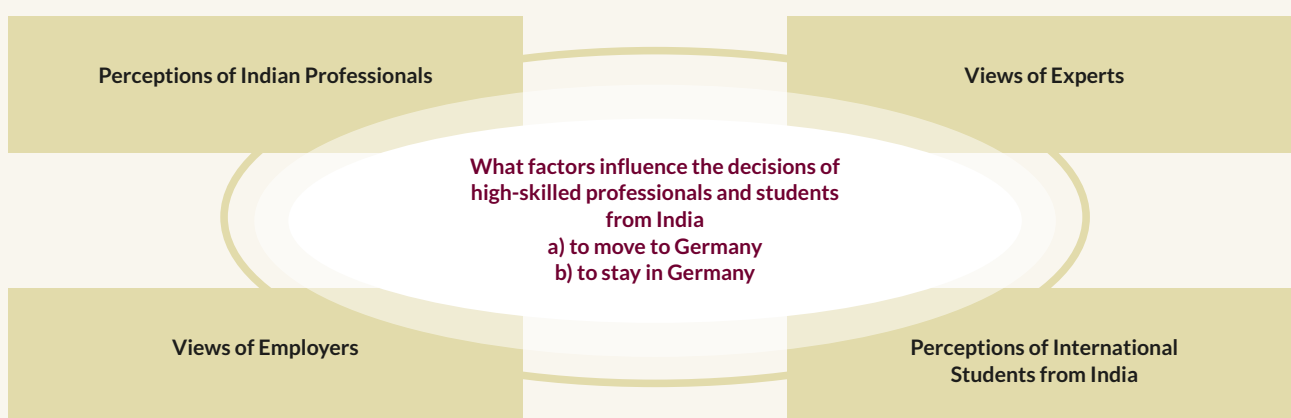 Perceptions of Indian Professionals
Views of Experts
What factors influence the decisions of
high-skilled professionals and students
from India
a) to move to Germany
b) to stay in Germany
Views of Employers
Perceptions of International
Students from India